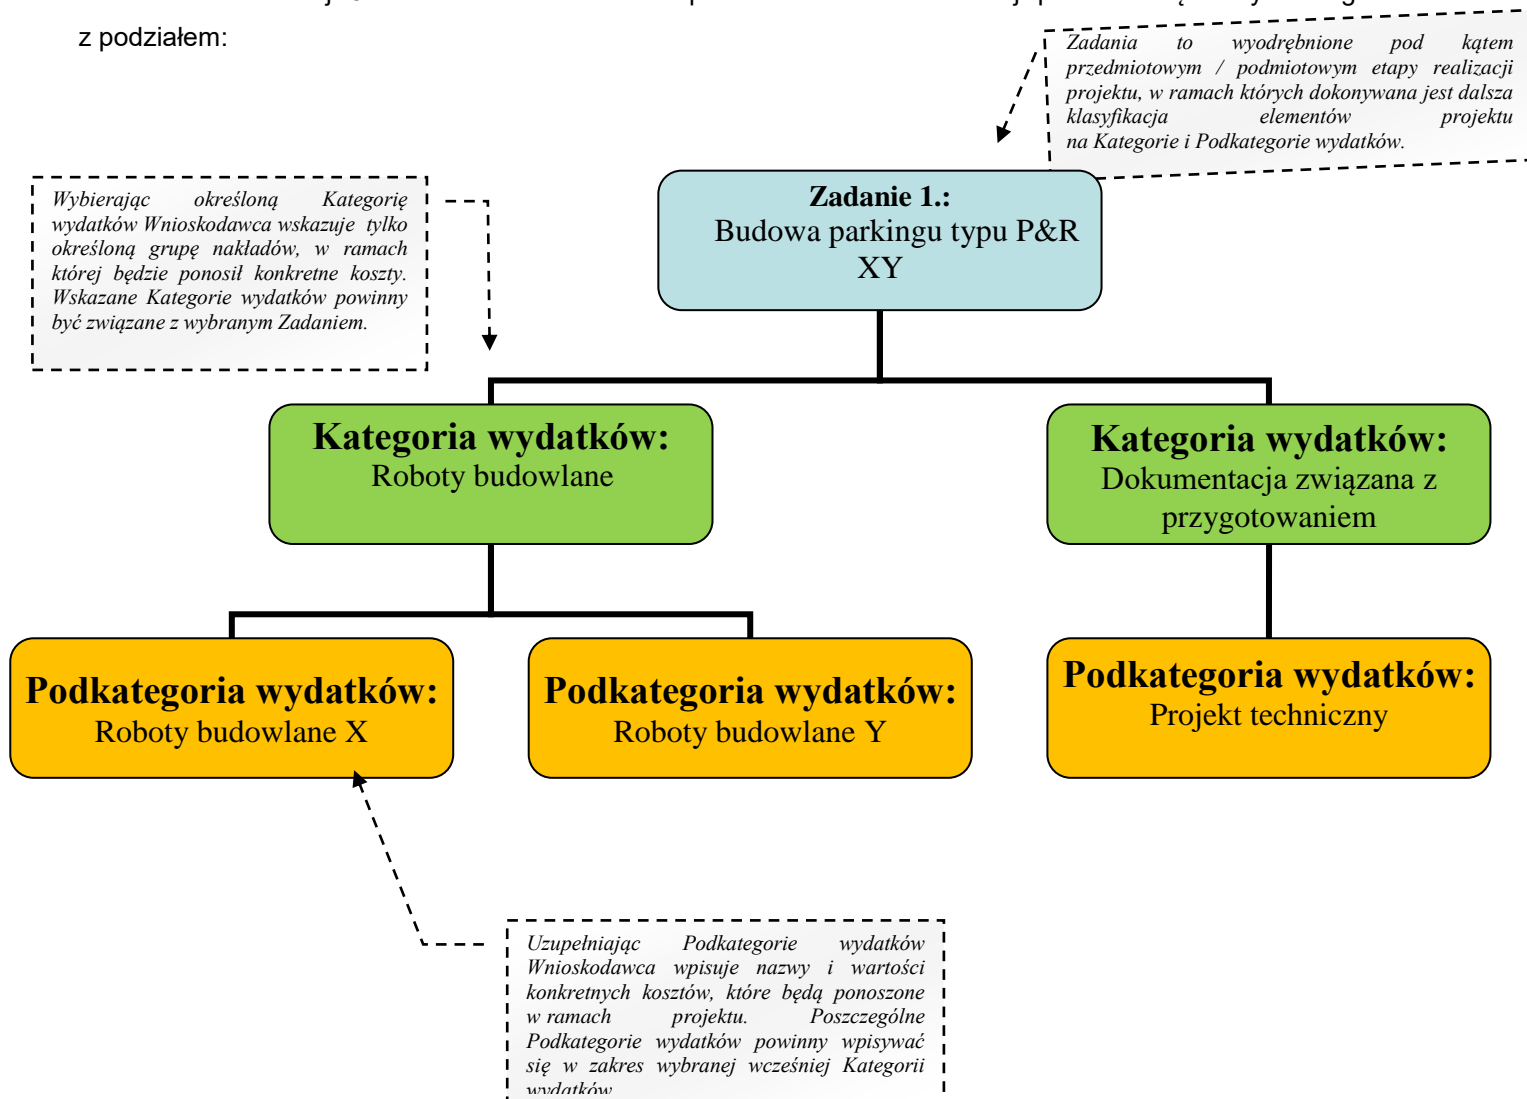 z podziałem:
Zadania to wyodrębnione pod kątem
przedmiotowym / podmiotowym etapy realizacji
projektu, w ramach których dokonywana jest dalsza
klasyfikacja elementów projektu
na Kategorie i Podkategorie wydatków.
Wybierając określoną Kategorię
wydatków Wnioskodawca wskazuje tylko
określoną grupę nakładów, w ramach
której będzie ponosił konkretne koszty.
Wskazane Kategorie wydatków powinny
być związane z wybranym Zadaniem.
Zadanie 1.:
Budowa parkingu typu P&R
XY
Kategoria wydatków:
Roboty budowlane
Kategoria wydatków:
Dokumentacja związana z
przygotowaniem
Podkategoria wydatków:
Roboty budowlane X
Podkategoria wydatków:
Roboty budowlane Y
Podkategoria wydatków:
Projekt techniczny
Uzupełniając Podkategorie wydatków
Wnioskodawca wpisuje nazwy i wartości
konkretnych kosztów, które będą ponoszone
w ramach projektu. Poszczególne
Podkategorie wydatków powinny wpisywać
się w zakres wybranej wcześniej Kategorii
wydatków